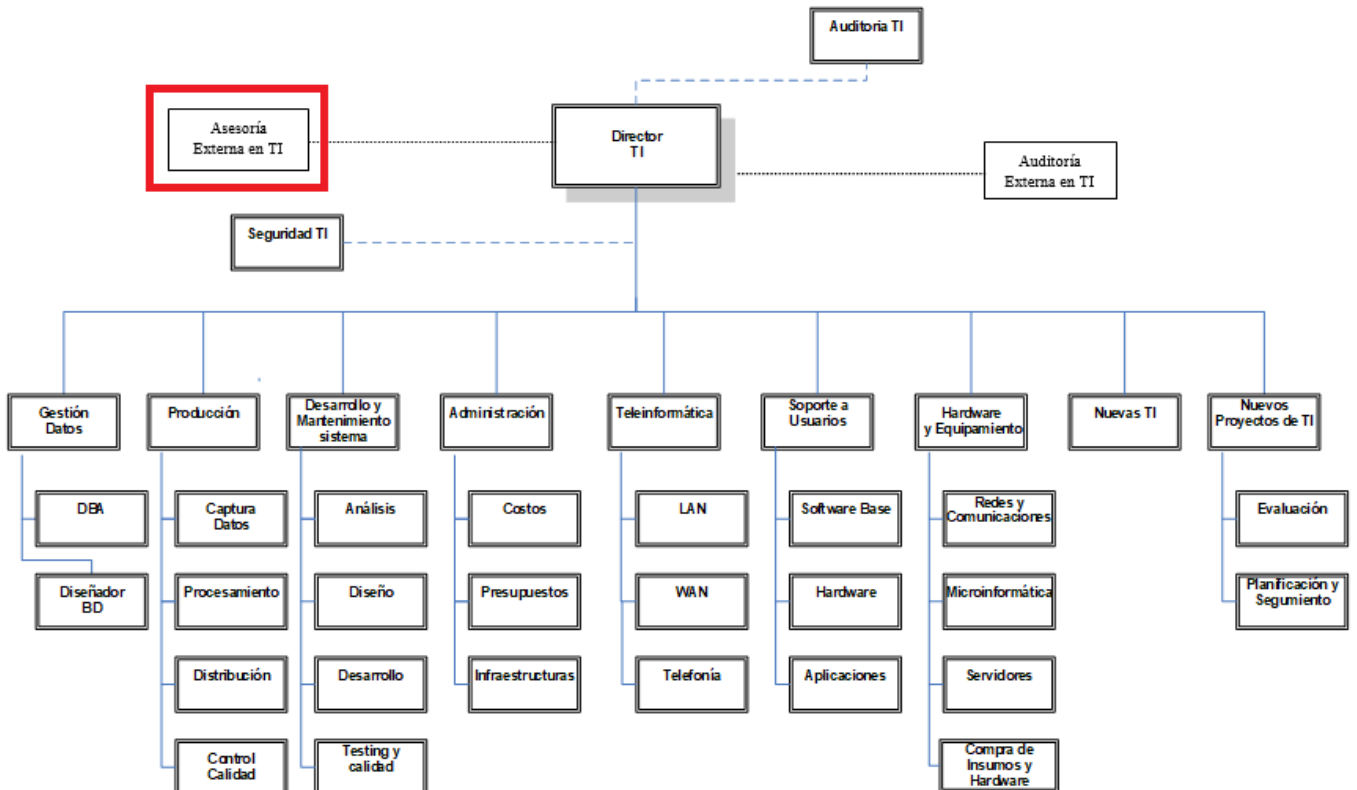 Auditoria TI
Asesoría
Externa en TI
Director
TI
Auditoría
Externa en TI
Seguridad TI
Gestión
Datos
Producción
Desarrollo y
Mantenimiento
sistema
Administración
Teleinformática
Soporte a
Usuarios
Hardware
y Equipamiento
Nuevas TI
Nuevos
Proyectos de TI
DBA
Captura
Datos
Análisis
Costos
LAN
Software Base
Redes y
Comunicaciones
Evaluación
Diseñador
BD
Procesamiento
Diseño
Presupuestos
WAN
Hardware
Microinformática
Planificación y
Segumiento
Distribución
Desarrollo
Infraestructuras
Telefonía
Aplicaciones
Servidores
Control
Calidad
Testing y
calidad
Compra de
Insumos y
Hardware